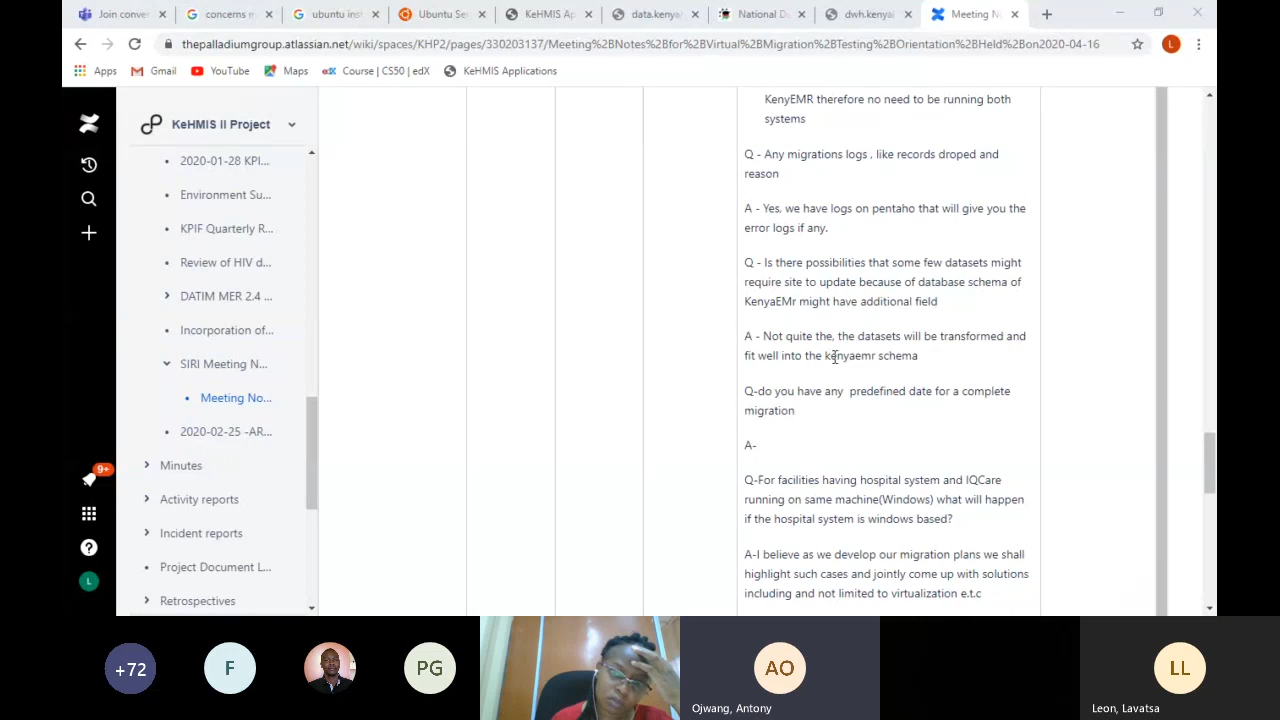 Join conver
concerns m
ubuntu inst
Ubuntu Se
KeHMIS Ap
data.kenya
National D
dwh.kenyai
Meeting N
thepalladiumgroup.atlassian.net/wiki/spaces/KHP2/pages/330203137/Meeting%2BNotes%2Bfor%2BVirtual%2BMigration%2BTesting%2BOrientation%2BHeld%2Bon2020-04-16
L
Apps
Gmail
YouTube
Maps
edX
Course | CS50 | edX
KeHMIS Applications
KeHMIS II Project
2020-01-28 KPI...
Environment Su...
KPIF Quarterly R...
Review of HIV d...
DATIM MER 2.4 ...
Incorporation of...
SIRI Meeting N...
Meeting No...
2020-02-25 -AR...
Minutes
Activity reports
Incident reports
Project Document L...
Retrospectives
9+
?
L
KenyEMR therefore no need to be running both
systems
Q - Any migrations logs , like records droped and
reason
A - Yes, we have logs on pentaho that will give you the
error logs if any.
Q - Is there possibilities that some few datasets might
require site to update because of database schema of
KenyaEMr might have additional field
A - Not quite the, the datasets will be transformed and
fit well into the kenyaemr schema
Q-do you have any predefined date for a complete
migration
A-
Q-For facilities having hospital system and IQCare
running on same machine(Windows) what will happen
if the hospital system is windows based?
A-I believe as we develop our migration plans we shall
highlight such cases and jointly come up with solutions
including and not limited to virtualization e.t.c
+72
F
PG
AO
Ojwang, Antony
LL
Leon, Lavatsa